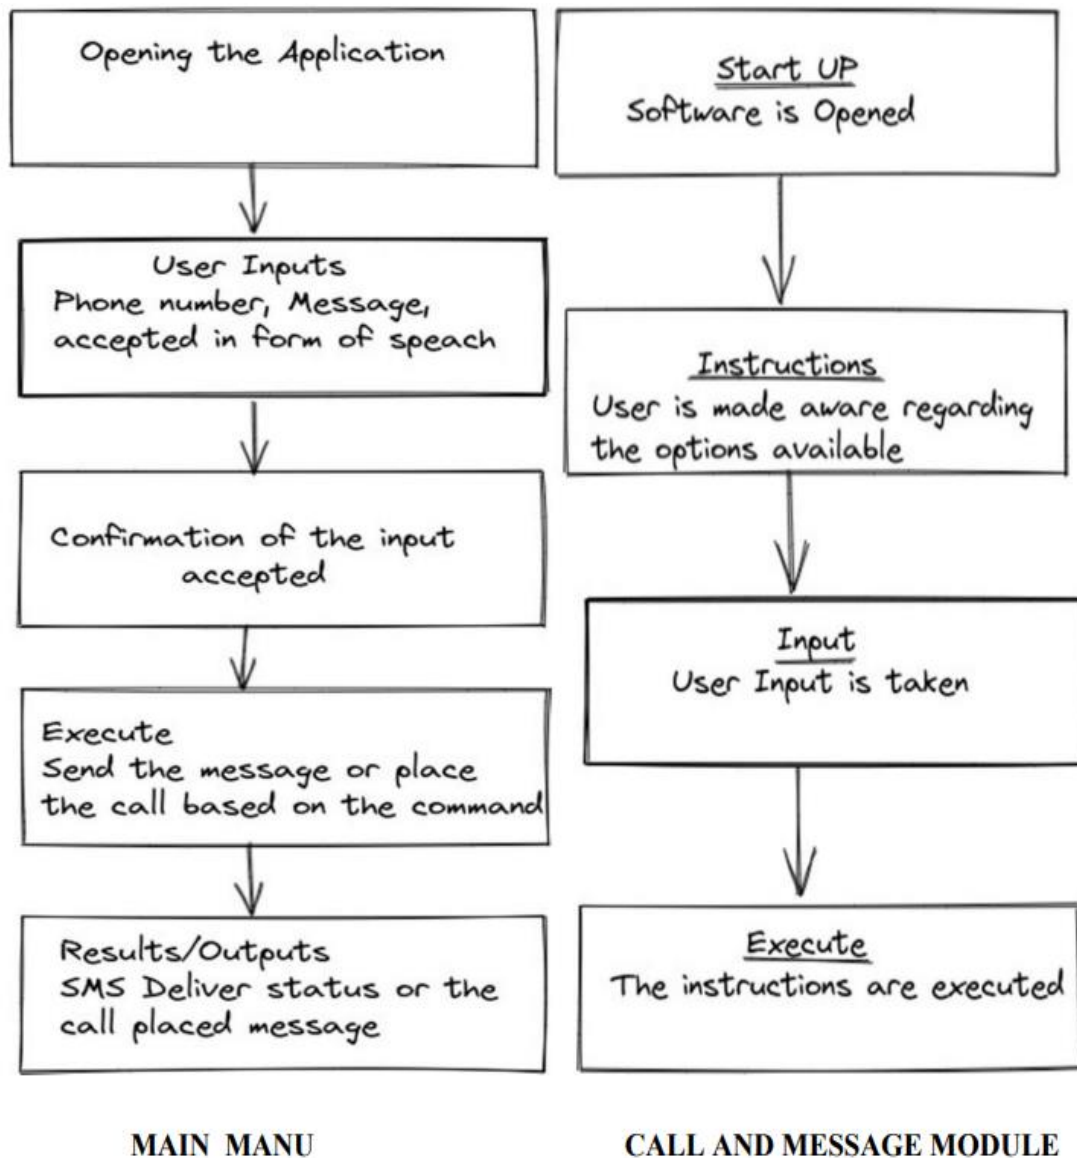 Opening the Application
User Inputs
Phone number, Message,
accepted in form of speach
Confirmation of the input
accepted
Execute
Send the message or place
the call based on the command
Results/Outputs
SMS Deliver status or the
call placed message
MAIN MANU
Start UP
Software is Opened
Instructions
User is made aware regarding
the options available
Input
User Input is taken
Execute
The instructions are executed
CALL AND MESSAGE MODULE